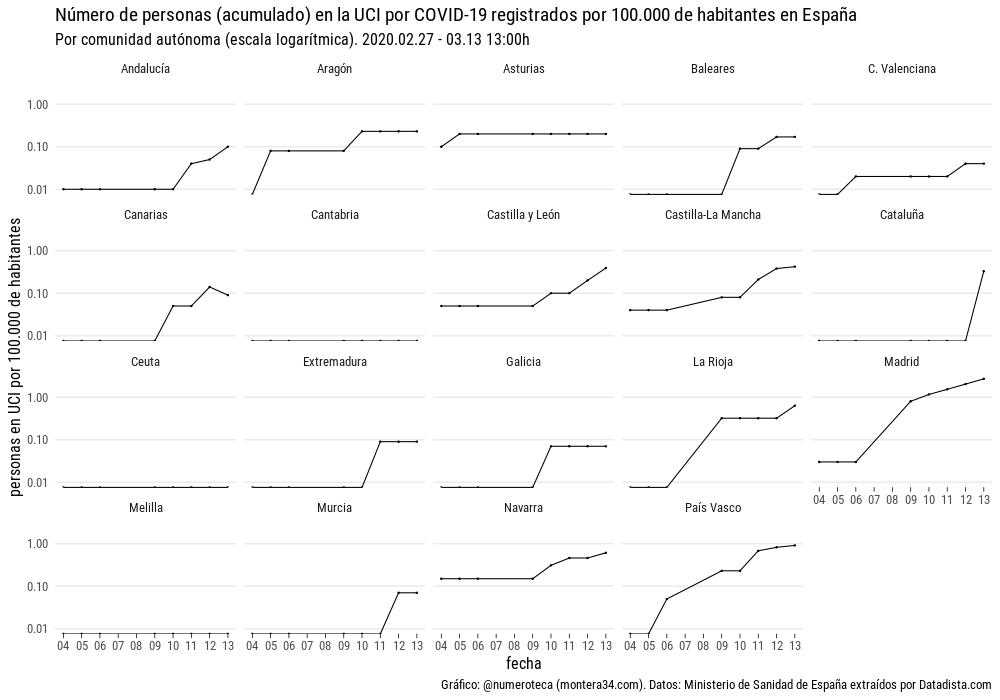 Número de personas (acumulado) en la UCI por COVID-19 registrados por 100.000 de habitantes en España
Por comunidad autónoma (escala logarítmica). 2020.02.27 - 03.13 13:00h
Andalucía Aragón Asturias Baleares C. Valenciana
1.00
0.10
0.01
Canarias Cantabria Castilla y León Castilla-La Mancha Cataluña
1.00
0.10
0.01
Ceuta Extremadura Galicia La Rioja Madrid
1.00
0.10
0.01
04 05 06 07 08 09 10 11 12 13
Melilla Murcia Navarra País Vasco
1.00
0.10
0.01
04 05 06 07 08 09 10 11 12 13 04 05 06 07 08 09 10 11 12 13 04 05 06 07 08 09 10 11 12 13 04 05 06 07 08 09 10 11 12 13
personas en UCI por 100.000 de habitantes
fecha
Gráfico: @numeroteca (montera34.com). Datos: Ministerio de Sanidad de España extraídos por Datadista.com